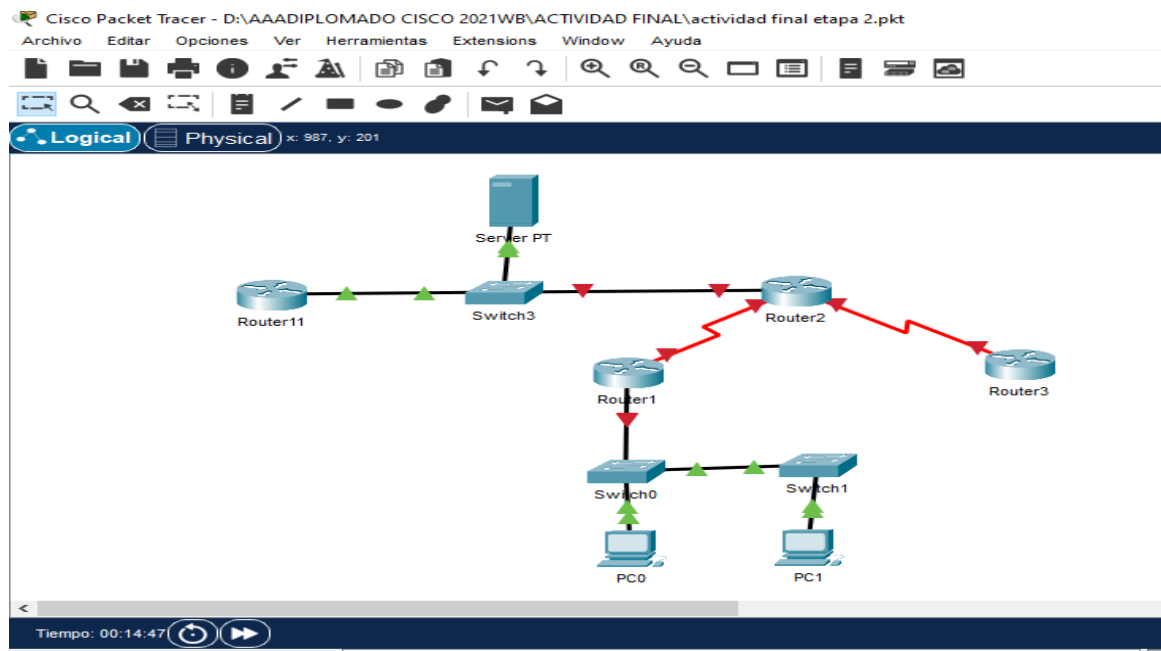 Cisco Packet Tracer - D:\AAADIPLOMADO CISCO 2021WB\ACTIVIDAD FINAL\actividad final etapa 2.pkt
Archivo Editar Opciones Ver Herramientas Extensions Window Ayuda
Logical Physical x: 987, y: 201
Server PT
Router11
Switch3
Router2
Router1
Router3
Switch0
Switch1
PC0
PC1
Tiempo: 00:14:47